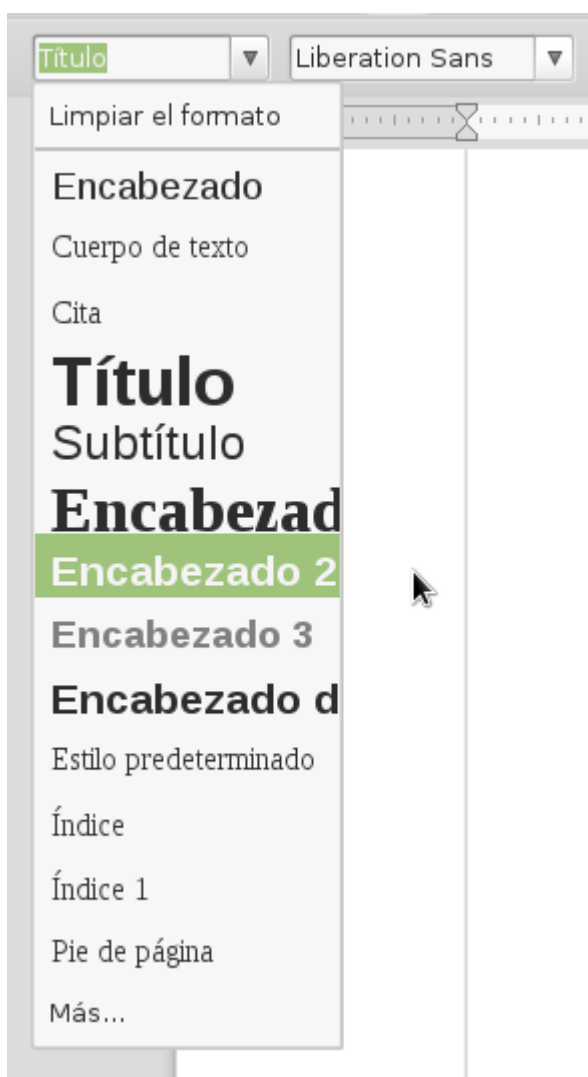 Título Liberation Sans
Limpiar el formato
Encabezado
Cuerpo de texto
Cita
Título
Subtítulo
Encabezad
Encabezado 2
Encabezado 3
Encabezado d
Estilo predeterminado
Índice
Índice 1
Pie de página
Más...